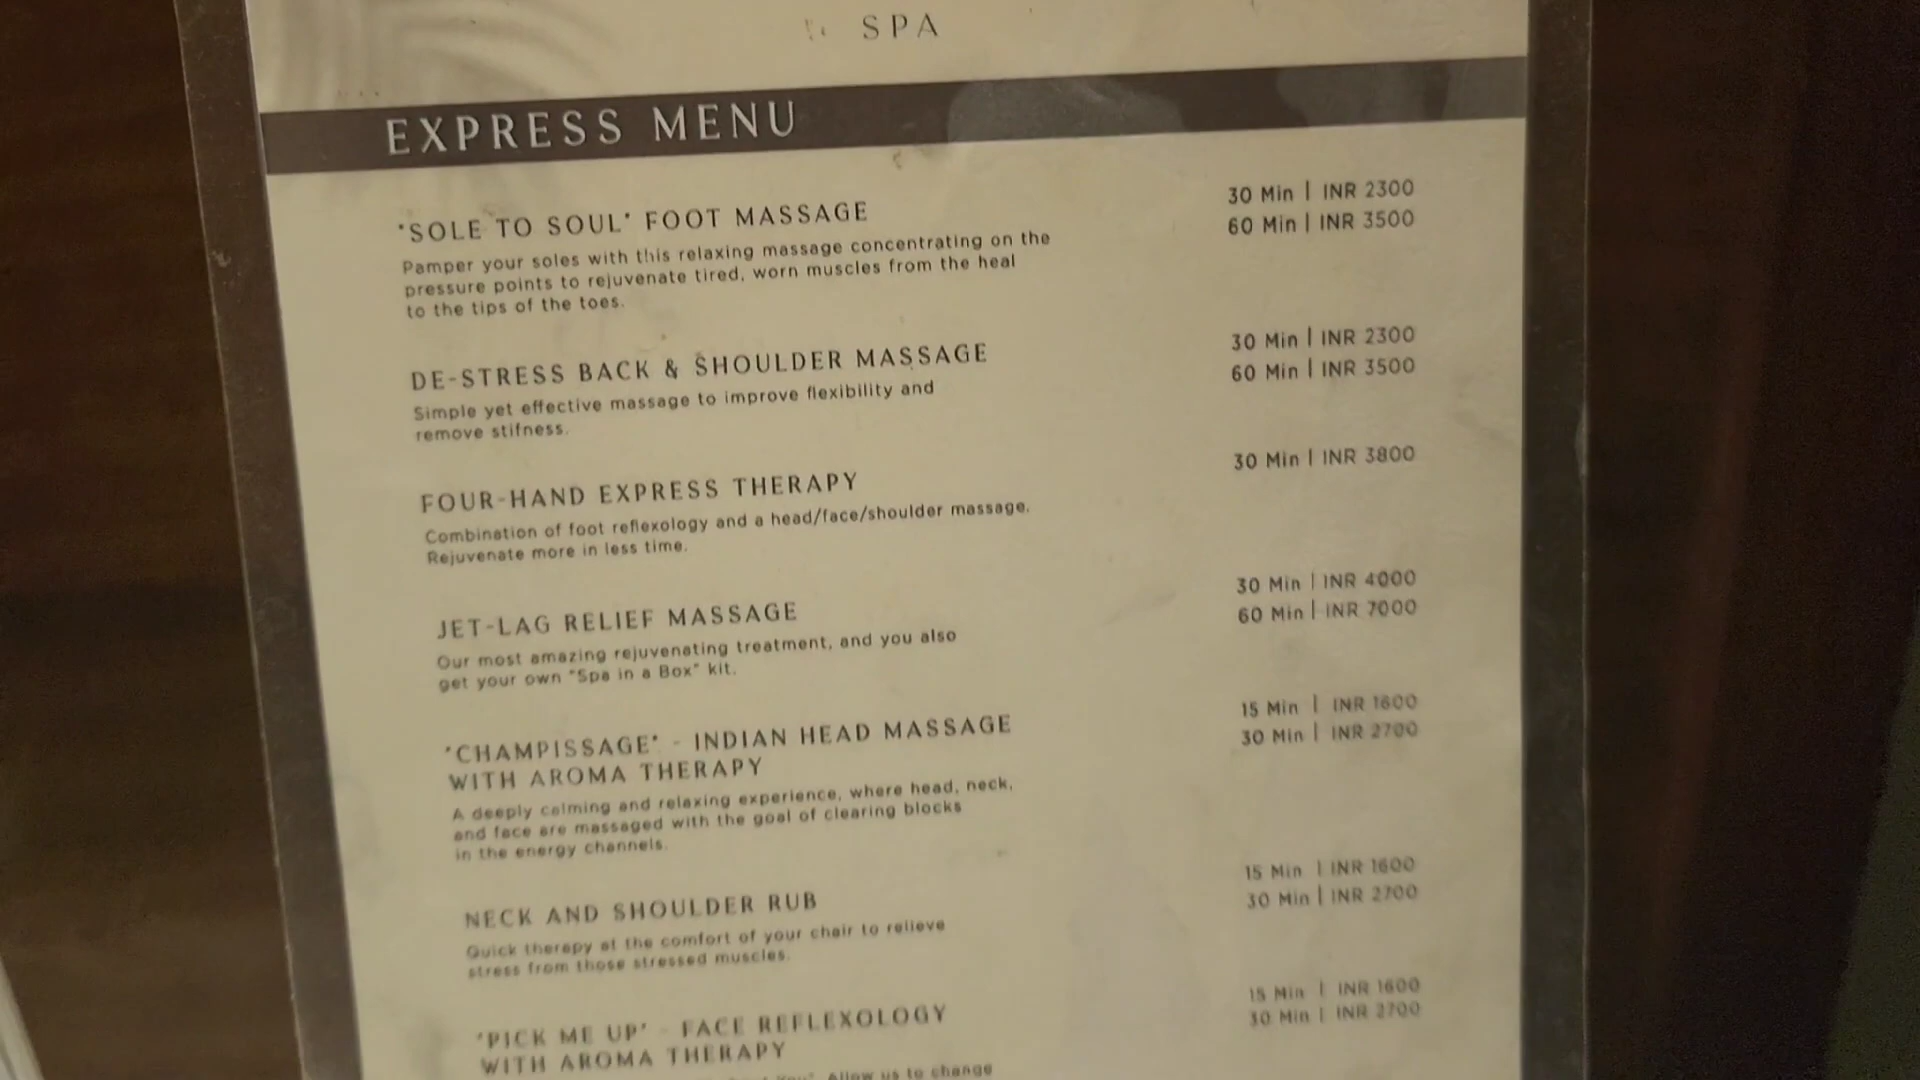 SPA
EXPRESS MENU
"SOLE TO SOUL" FOOT MASSAGE
30 Min | INR 2300
60 Min | INR 3500
Pamper your soles with this relaxing massage concentrating on the
pressure points to rejuvenate tired, worn muscles from the heal
to the tips of the toes.
DE-STRESS BACK & SHOULDER MASSAGE
30 Min | INR 2300
60 Min | INR 3500
Simple yet effective massage to improve flexibility and
remove stifness.
FOUR-HAND EXPRESS THERAPY
30 Min | INR 3800
Combination of foot reflexology and a head/face/shoulder massage.
Rejuvenate more in less time.
JET-LAG RELIEF MASSAGE
30 Min | INR 4000
60 Min | INR 7000
Our most amazing rejuvenating treatment, and you also
get your own "Spa in a Box" kit.
"CHAMPISSAGE" - INDIAN HEAD MASSAGE
WITH AROMA THERAPY
15 Min | INR 1600
30 Min | INR 2700
A deeply calming and relaxing experience, where head, neck,
and face are massaged with the goal of clearing blocks
in the energy channels.
NECK AND SHOULDER RUB
15 Min | INR 1600
30 Min | INR 2700
Quick therapy at the comfort of your chair to relieve
stress from those stressed muscles.
"PICK ME UP" - FACE REFLEXOLOGY
WITH AROMA THERAPY
15 Min | INR 1600
30 Min | INR 2700
Allow us to change